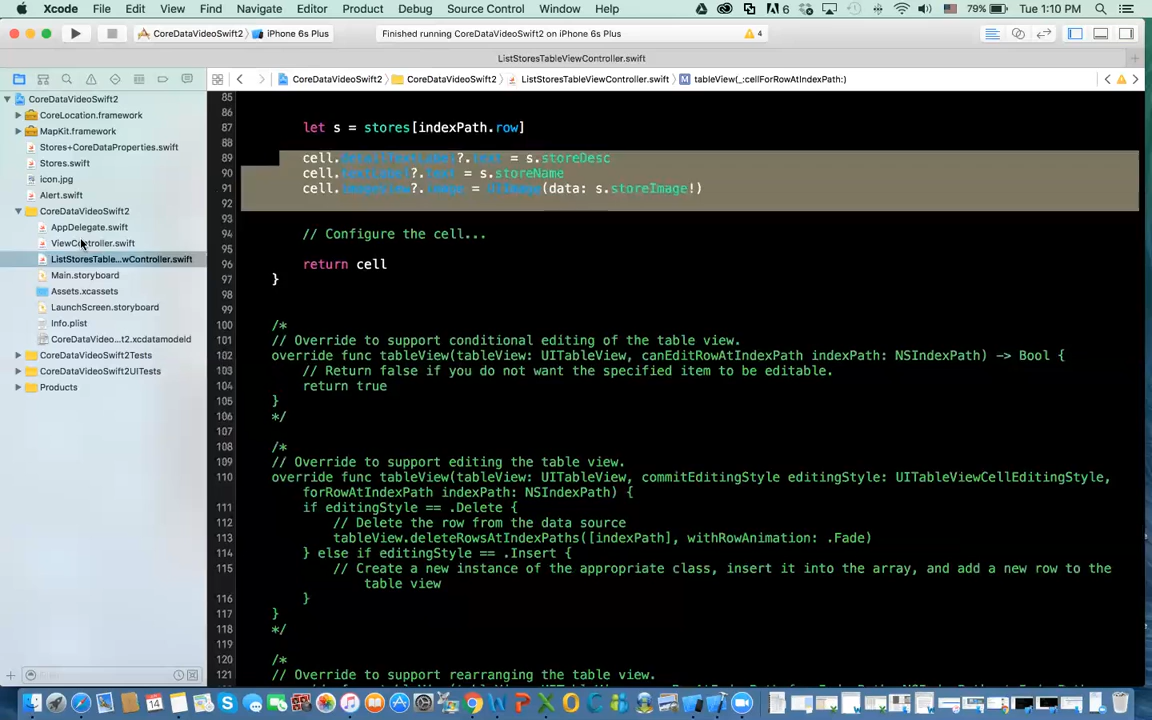 Xcode File Edit View Find Navigate Editor Product Debug Source Control Window Help 6 79% Tue 1:10 PM
CoreDataVideoSwift2 iPhone 6s Plus Finished running CoreDataVideoSwift2 on iPhone 6s Plus 4
ListStoresTableViewController.swift
CoreDataVideoSwift2 CoreDataVideoSwift2 ListStoresTableViewController.swift M tableView(_:cellForRowAtIndexPath:)
CoreDataVideoSwift2
CoreLocation.framework
MapKit.framework
Stores+CoreDataProperties.swift
Stores.swift
icon.jpg
Alert.swift
CoreDataVideoSwift2
AppDelegate.swift
ViewController.swift
ListStoresTable...wController.swift
Main.storyboard
Assets.xcassets
LaunchScreen.storyboard
Info.plist
CoreDataVideo...t2.xcdatamodeld
CoreDataVideoSwift2Tests
CoreDataVideoSwift2UITests
Products
85
86
87 let s = stores[indexPath.row]
88
89 cell.detailTextLabel?.text = s.storeDesc
90 cell.textLabel?.text = s.storeName
91 cell.imageView?.image = UIImage(data: s.storeImage!)
92
93
94 // Configure the cell...
95
96 return cell
97 }
98
99
100 /*
101 // Override to support conditional editing of the table view.
102 override func tableView(tableView: UITableView, canEditRowAtIndexPath indexPath: NSIndexPath) -> Bool {
103 // Return false if you do not want the specified item to be editable.
104 return true
105 }
106 */
107
108 /*
109 // Override to support editing the table view.
110 override func tableView(tableView: UITableView, commitEditingStyle editingStyle: UITableViewCellEditingStyle,
forRowAtIndexPath indexPath: NSIndexPath) {
111 if editingStyle == .Delete {
112 // Delete the row from the data source
113 tableView.deleteRowsAtIndexPaths([indexPath], withRowAnimation: .Fade)
114 } else if editingStyle == .Insert {
115 // Create a new instance of the appropriate class, insert it into the array, and add a new row to the
table view
116 }
117 }
118 */
119
120 /*
121 // Override to support rearranging the table view.